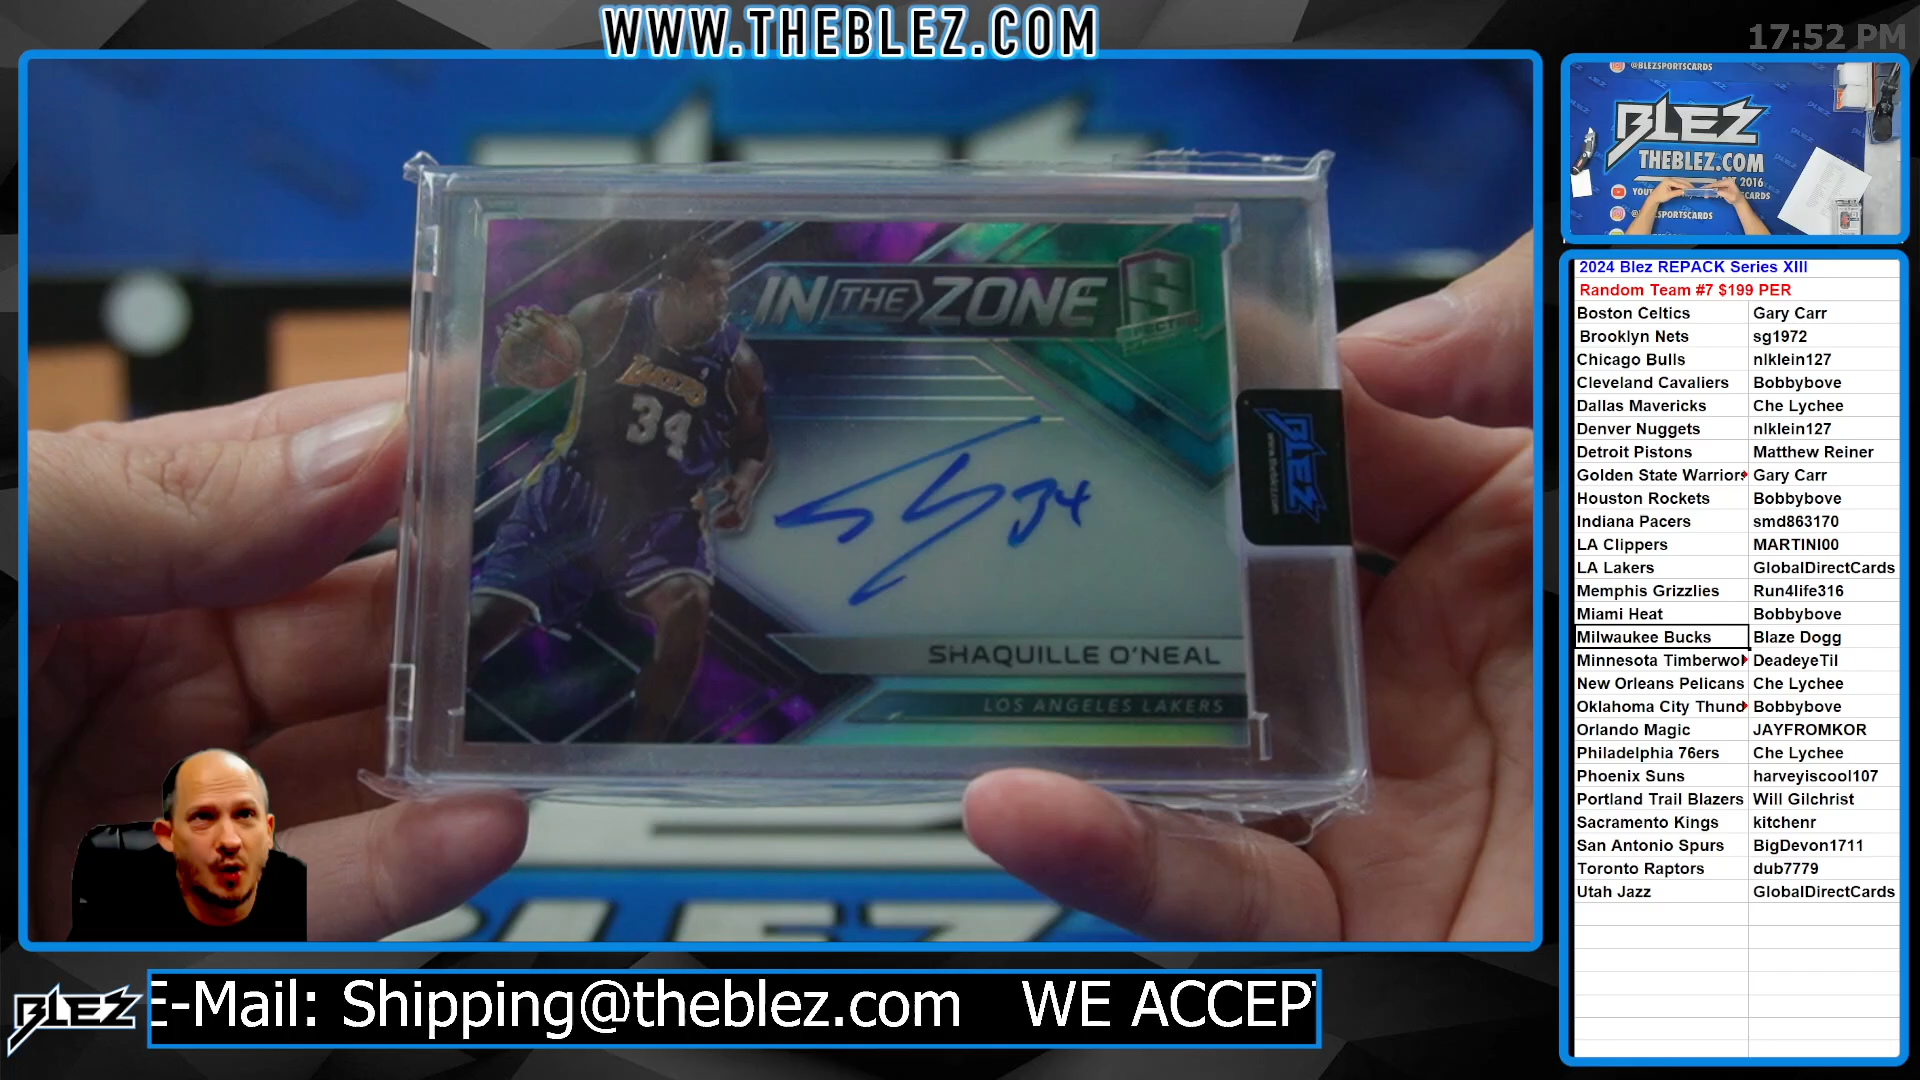 WWW.THEBLEZ.COM
17:52 PM
@BLEZSPORTSCARDS
BLEZ
THEBLEZ.COM
2016
IN THE ZONE
LAKERS
34
34
SHAQUILLE O'NEAL
LOS ANGELES LAKERS
BLEZ
2024 Blez REPACK Series XIII
Random Team #7 $199 PER
Boston Celtics Gary Carr
Brooklyn Nets sg1972
Chicago Bulls nlklein127
Cleveland Cavaliers Bobbybove
Dallas Mavericks Che Lychee
Denver Nuggets nlklein127
Detroit Pistons Matthew Reiner
Golden State Warriors Gary Carr
Houston Rockets Bobbybove
Indiana Pacers smd863170
LA Clippers MARTINI00
LA Lakers GlobalDirectCards
Memphis Grizzlies Run4life316
Miami Heat Bobbybove
Milwaukee Bucks Blaze Dogg
Minnesota Timberwol DeadeyeTil
New Orleans Pelicans Che Lychee
Oklahoma City Thund Bobbybove
Orlando Magic JAYFROMKOR
Philadelphia 76ers Che Lychee
Phoenix Suns harveyiscool107
Portland Trail Blazers Will Gilchrist
Sacramento Kings kitchenr
San Antonio Spurs BigDevon1711
Toronto Raptors dub7779
Utah Jazz GlobalDirectCards
BLEZ
E-Mail: Shipping@theblez.com WE ACCEP